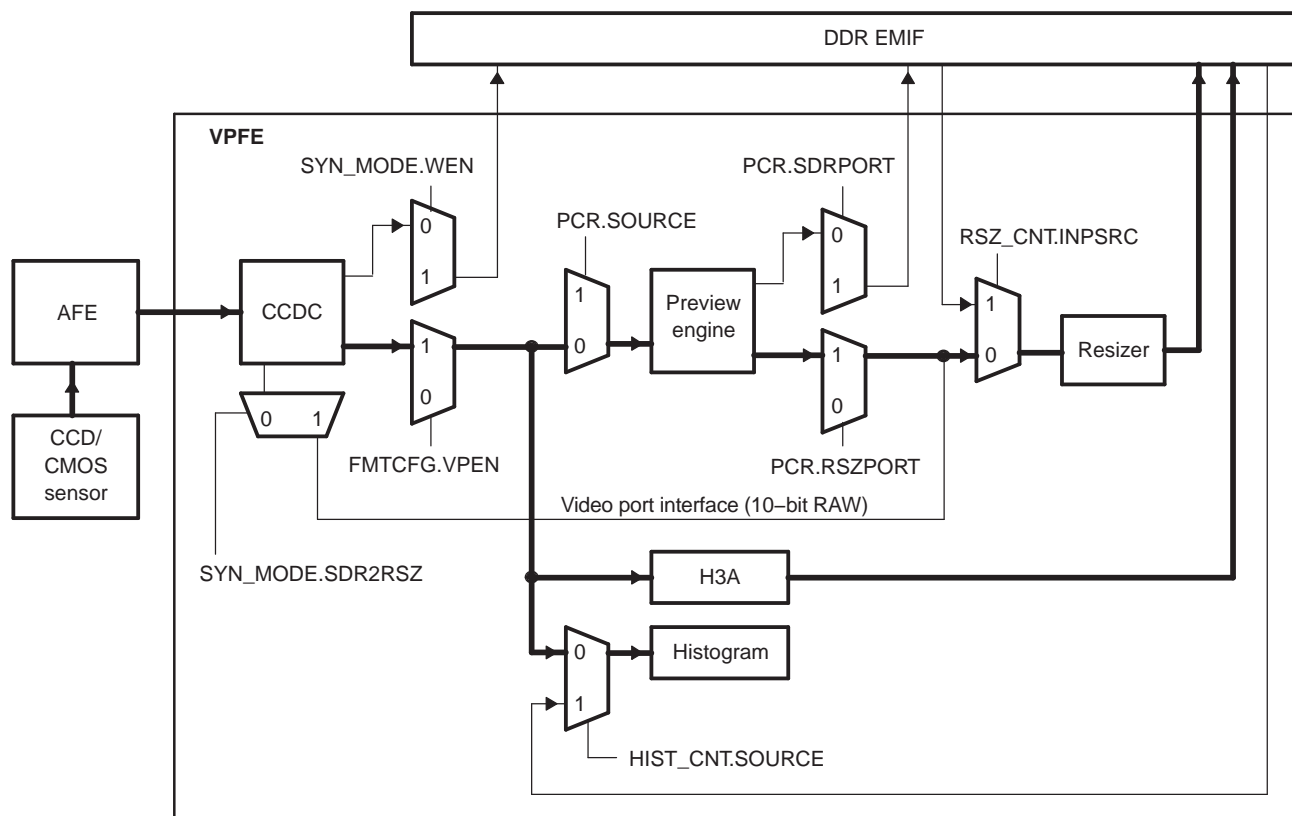 DDR EMIF
VPFE
SYN_MODE.WEN
PCR.SDRPORT
PCR.SOURCE
RSZ_CNT.INPSRC
0
1
1
0
0
1
1
0
AFE
CCDC
1
0
Preview
engine
1
0
Resizer
CCD/
CMOS
sensor
0 1
FMTCFG.VPEN
PCR.RSZPORT
Video port interface (10–bit RAW)
SYN_MODE.SDR2RSZ
H3A
0
1
Histogram
HIST_CNT.SOURCE